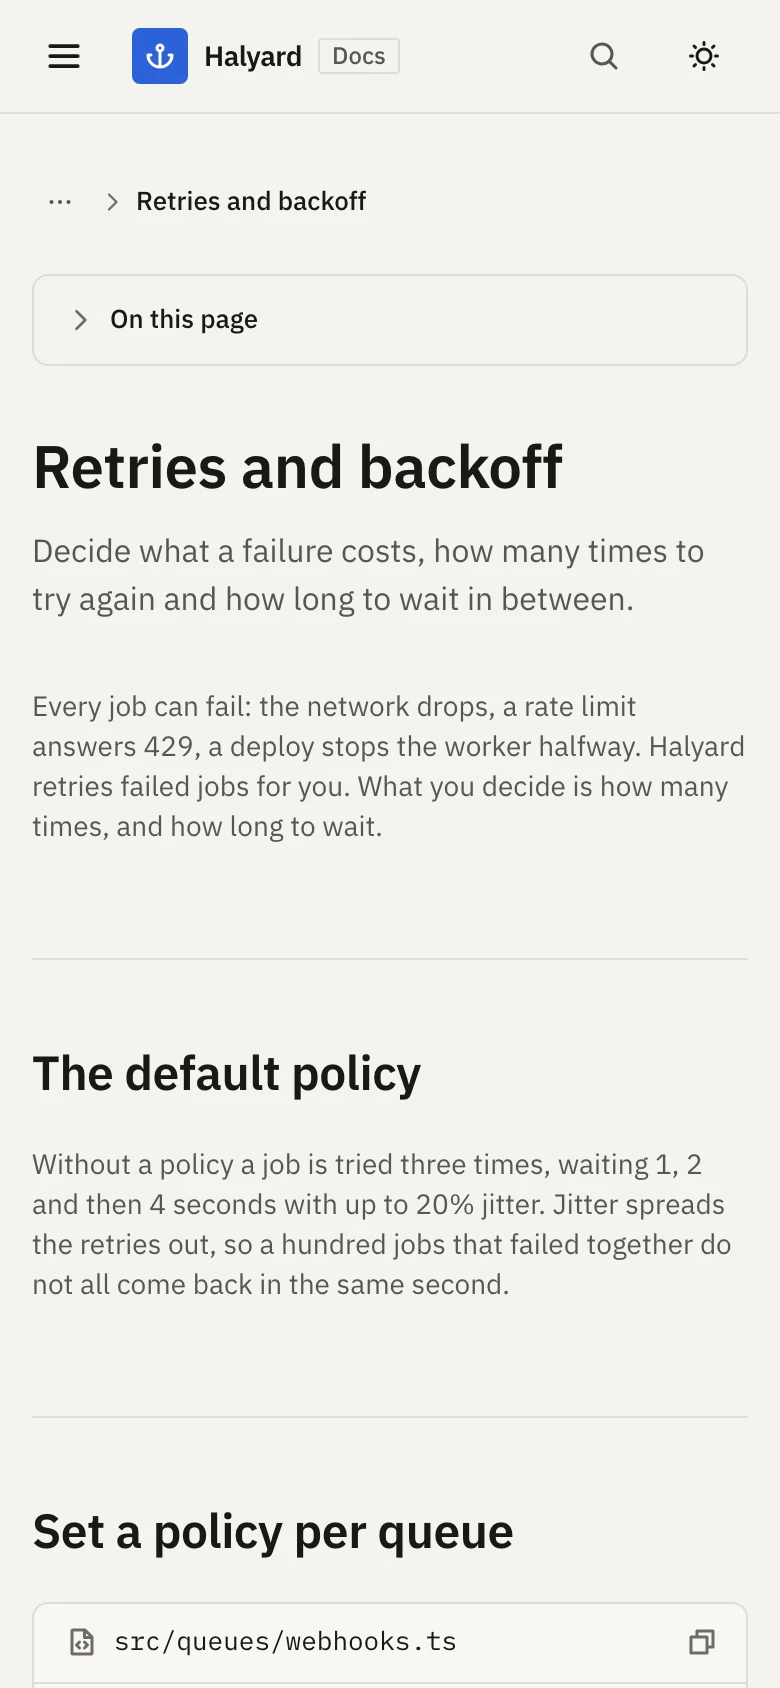 Halyard Docs
... Retries and backoff
On this page
Retries and backoff
Decide what a failure costs, how many times to
try again and how long to wait in between.
Every job can fail: the network drops, a rate limit
answers 429, a deploy stops the worker halfway. Halyard
retries failed jobs for you. What you decide is how many
times, and how long to wait.
The default policy
Without a policy a job is tried three times, waiting 1, 2
and then 4 seconds with up to 20% jitter. Jitter spreads
the retries out, so a hundred jobs that failed together do
not all come back in the same second.
Set a policy per queue
src/queues/webhooks.ts